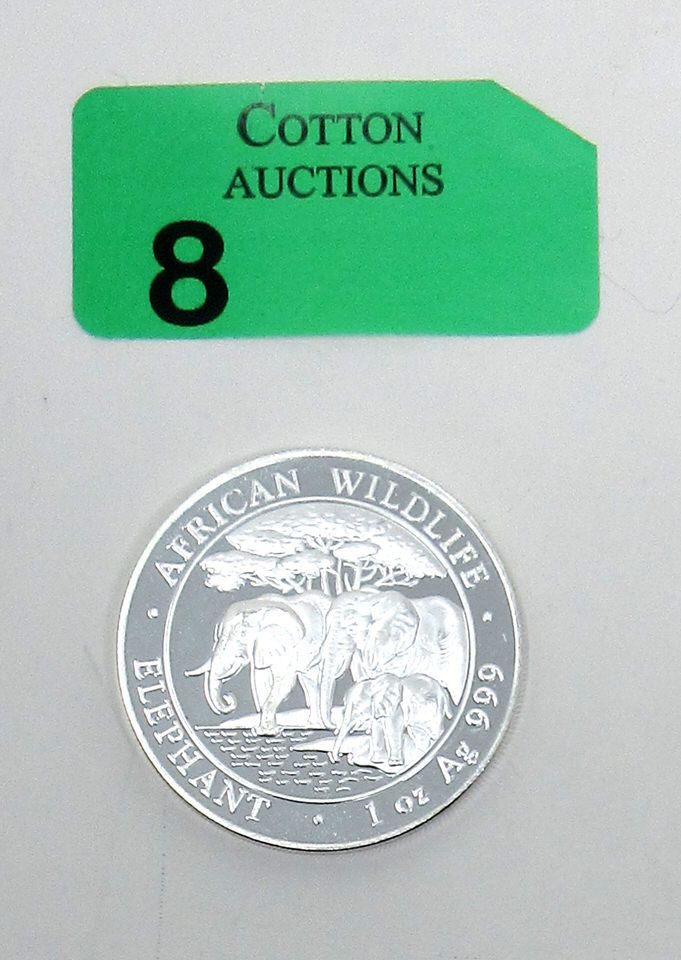 COTTON
AUCTIONS
8
AFRICAN WILDLIFE
ELEPHANT · 1 oz Ag 999